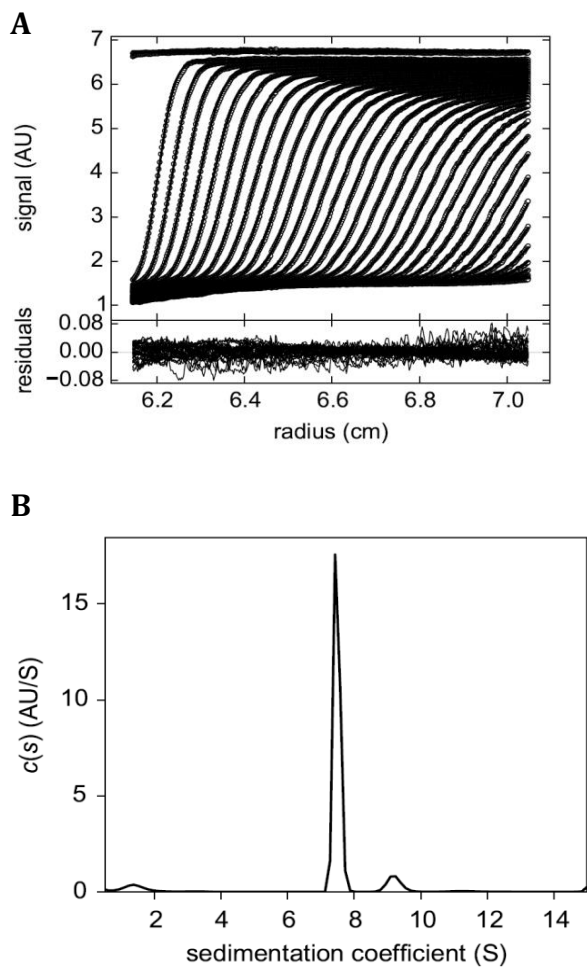 A
7
6
5
4
3
2
1
signal (AU)
0.08
0.00
−0.08
residuals
6.2 6.4 6.6 6.8 7.0
radius (cm)
B
15
10
5
0
c(s) (AU/S)
2 4 6 8 10 12 14
sedimentation coefficient (S)